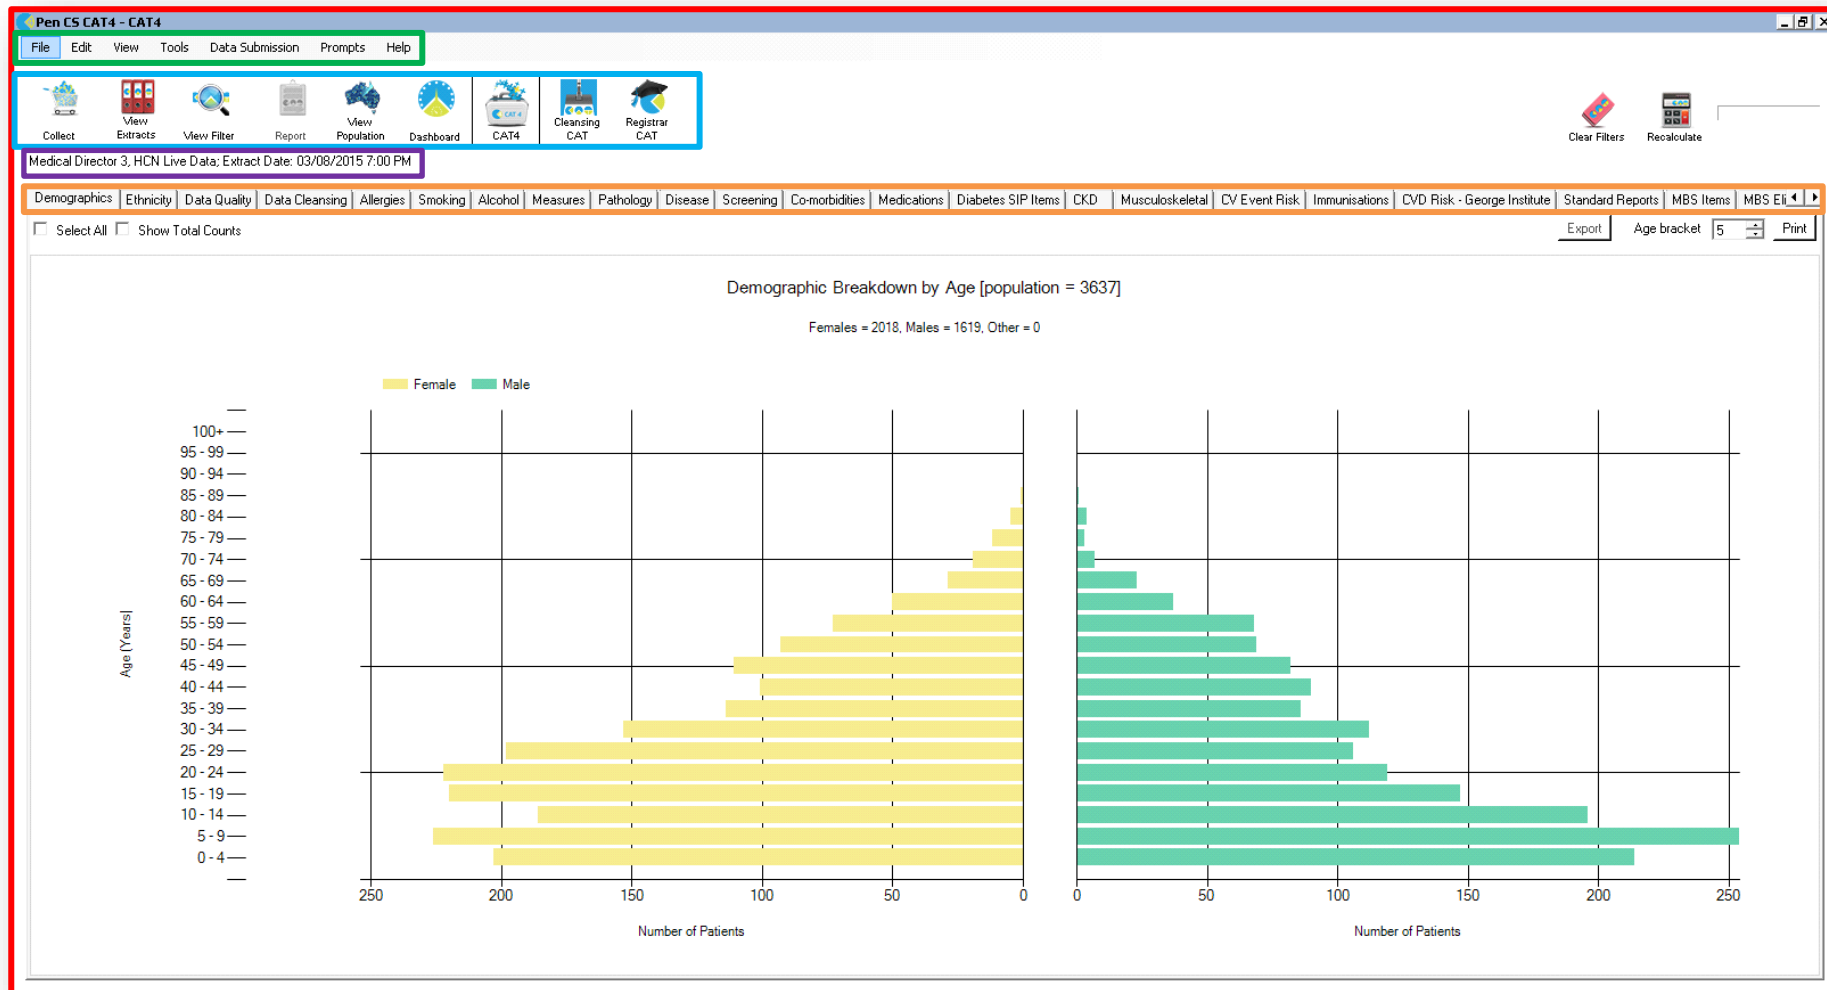 Pen CS CAT4 - CAT4
File Edit View Tools Data Submission Prompts Help
Collect View Extracts View Filter Report View Population Dashboard CAT4 Cleansing CAT Registrar CAT Clear Filters Recalculate
Medical Director 3, HCN Live Data; Extract Date: 03/08/2015 7:00 PM
Demographics Ethnicity Data Quality Data Cleansing Allergies Smoking Alcohol Measures Pathology Disease Screening Co-morbidities Medications Diabetes SIP Items CKD Musculoskeletal CV Event Risk Immunisations CVD Risk - George Institute Standard Reports MBS Items MBS Eli
Select All Show Total Counts Export Age bracket 5 Print
Demographic Breakdown by Age [population = 3637]
Females = 2018, Males = 1619, Other = 0
Female Male
100+
95 - 99
90 - 94
85 - 89
80 - 84
75 - 79
70 - 74
65 - 69
60 - 64
55 - 59
50 - 54
45 - 49
40 - 44
35 - 39
30 - 34
25 - 29
20 - 24
15 - 19
10 - 14
5 - 9
0 - 4
Age (Years)
250 200 150 100 50 0 0 50 100 150 200 250
Number of Patients Number of Patients